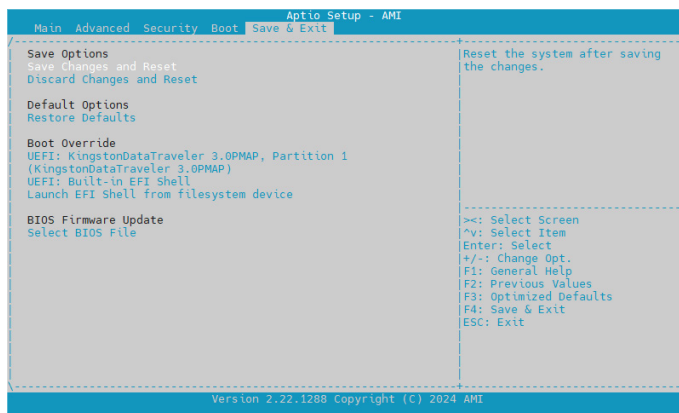 Aptio Setup - AMI
Main Advanced Security Boot Save & Exit
Save Options
Save Changes and Reset
Discard Changes and Reset
Default Options
Restore Defaults
Boot Override
UEFI: KingstonDataTraveler 3.0PMAP, Partition 1
(KingstonDataTraveler 3.0PMAP)
UEFI: Built-in EFI Shell
Launch EFI Shell from filesystem device
BIOS Firmware Update
Select BIOS File
Reset the system after saving
the changes.
><: Select Screen
^v: Select Item
Enter: Select
+/-: Change Opt.
F1: General Help
F2: Previous Values
F3: Optimized Defaults
F4: Save & Exit
ESC: Exit
Version 2.22.1288 Copyright (C) 2024 AMI